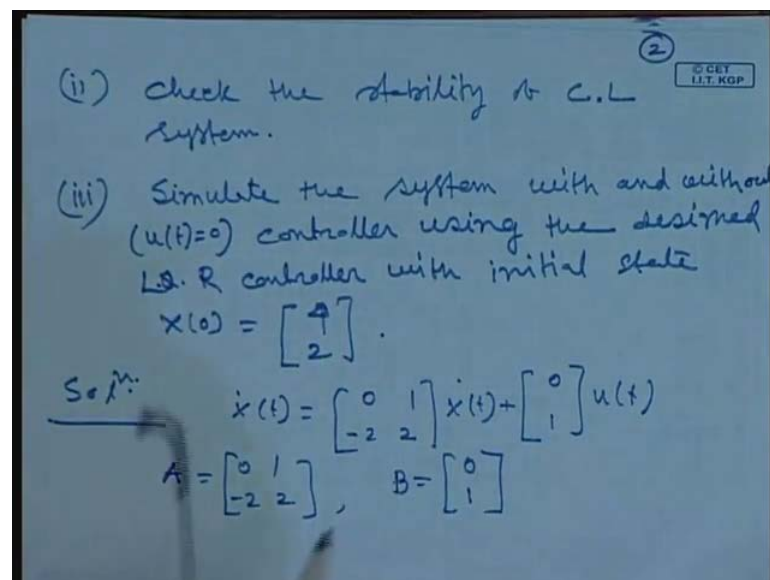 2
© CET
I.I.T. KGP
(ii) Check the stability of C.L
system.
(iii) Simulate the system with and without
(u(t)=0) controller using the desired
L.Q.R controller with initial state
X(0) = [4 2].
Soln:
ẋ(t) = [0 1 -2 2] ẋ(t) + [0 1] u(t)
A = [0 1 -2 2], B = [0 1]